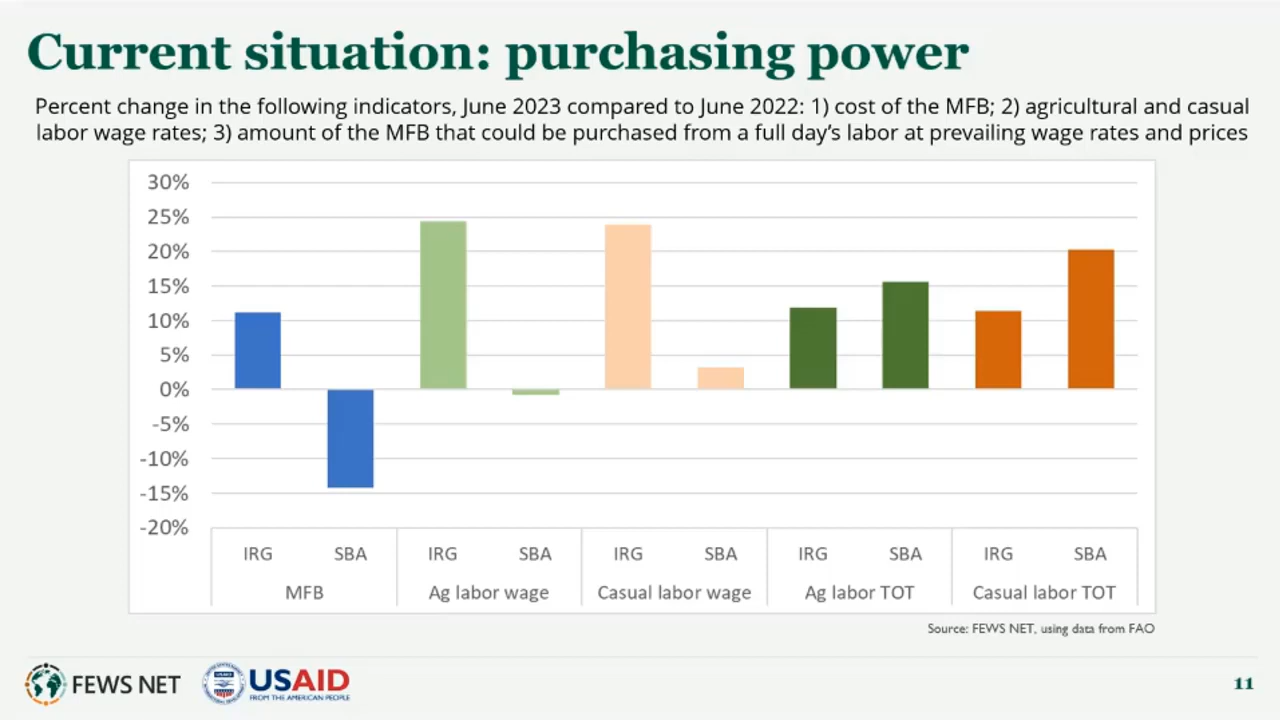 Current situation: purchasing power
Percent change in the following indicators, June 2023 compared to June 2022: 1) cost of the MFB; 2) agricultural and casual
labor wage rates; 3) amount of the MFB that could be purchased from a full day’s labor at prevailing wage rates and prices
30%
25%
20%
15%
10%
5%
0%
-5%
-10%
-15%
-20%
IRG SBA IRG SBA IRG SBA IRG SBA IRG SBA
MFB Ag labor wage Casual labor wage Ag labor TOT Casual labor TOT
Source: FEWS NET, using data from FAO
FEWS NET
USAID
FROM THE AMERICAN PEOPLE
11